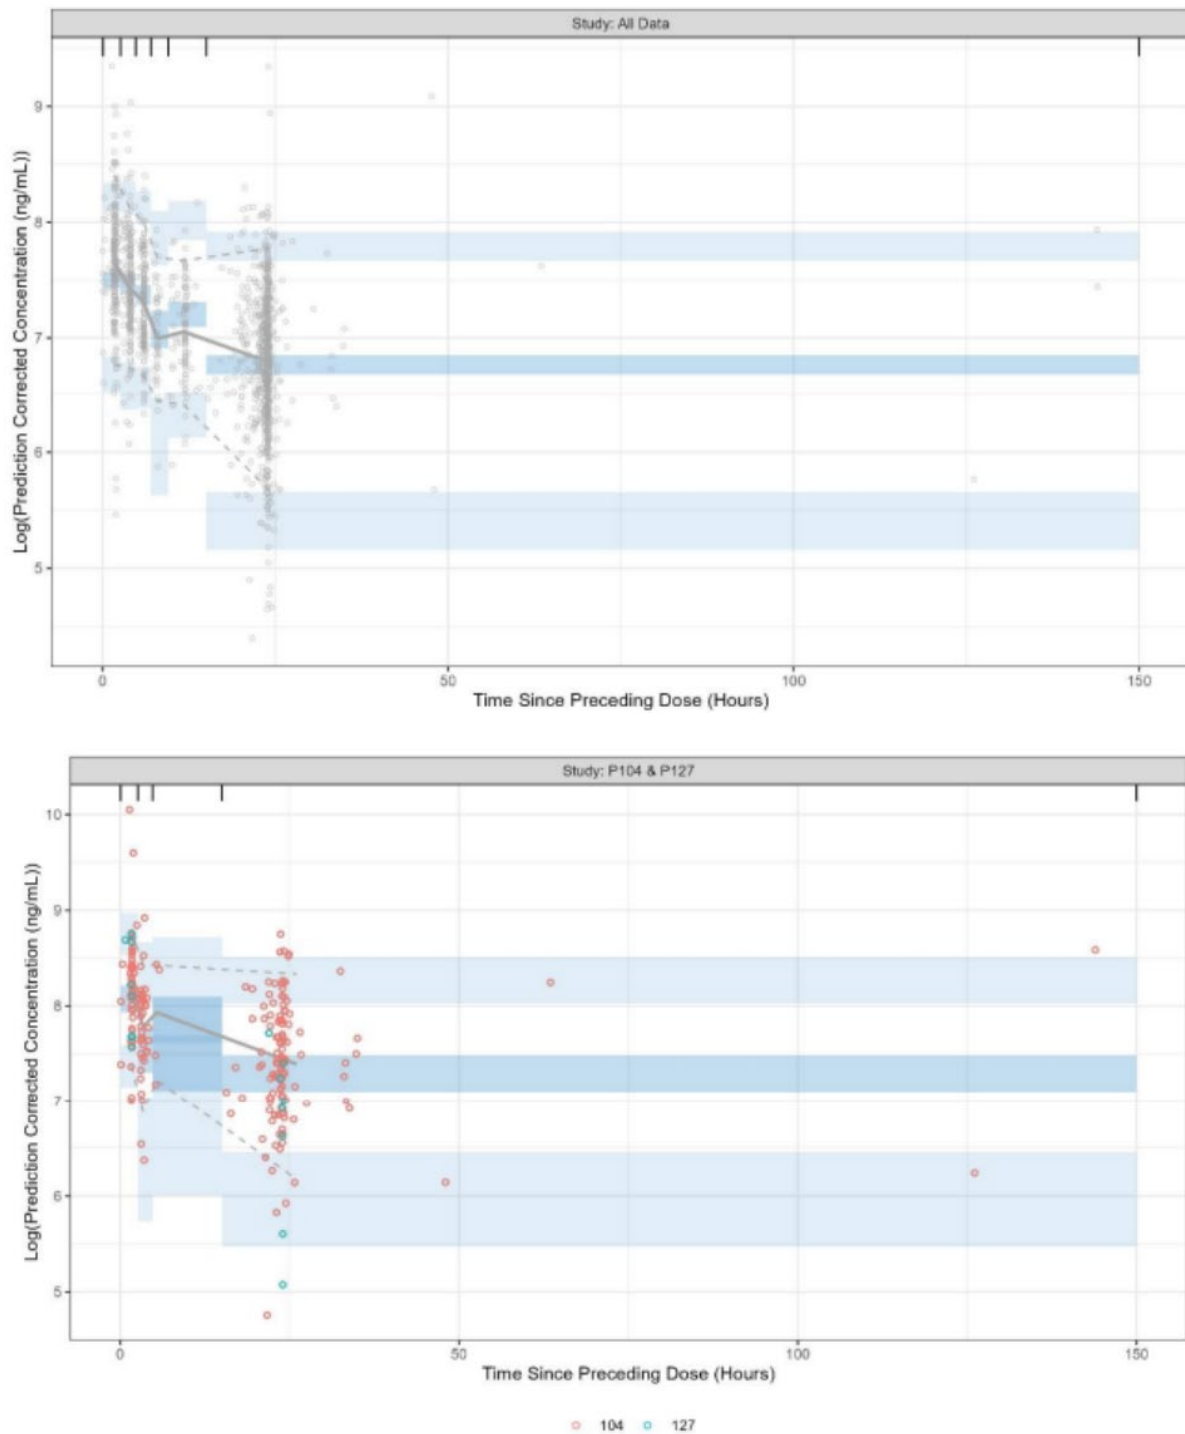 Study: All Data
Log(Prediction Corrected Concentration (ng/mL))
9
8
7
6
5
0 50 100 150
Time Since Preceding Dose (Hours)
Study: P104 & P127
Log(Prediction Corrected Concentration (ng/mL))
10
9
8
7
6
5
0 50 100 150
Time Since Preceding Dose (Hours)
104 127